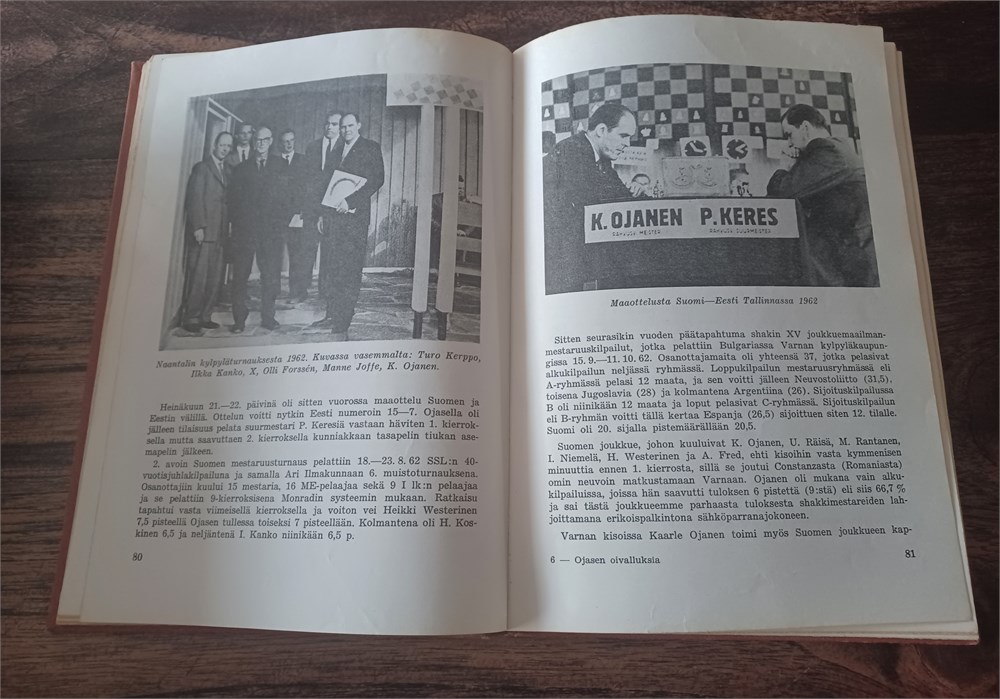 Naantalin kylpyläturnauksesta 1962. Kuvassa vasemmalta: Turo Kerppo,
Ilkka Kanko, X, Olli Forssén, Manne Joffe, K. Ojanen.
Heinäkuun 21.—22. päivinä oli sitten vuorossa maaottelu Suomen ja
Eestin välillä. Ottelun voitti nytkin Eesti numeroin 15—7. Ojasella oli
jälleen tilaisuus pelata suurmestari P. Keresiä vastaan häviten 1. kierrok-
sella mutta saavuttaen 2. kierroksella kunniakkaan tasapelin tiukan ase-
mapelin jälkeen.
2. avoin Suomen mestaruusturnaus pelattiin 18.—23. 8. 62 SSL:n 40-
vuotisjuhlakilpailuna ja samalla Ari Ilmakunnaan 6. muistoturnauksena.
Osanottajiin kuului 15 mestaria, 16 ME-pelaajaa sekä 9 I lk:n pelaajaa
ja se pelattiin 9-kierroksisena Monradin systeemin mukaan. Ratkaisu
tapahtui vasta viimeisellä kierroksella ja voiton vei Heikki Westerinen
7,5 pisteellä Ojasen tullessa toiseksi 7 pisteellään. Kolmantena oli H. Kos-
kinen 6,5 ja neljäntenä I. Kanko niinikään 6,5 p.
80
K. OJANEN P. KERES
Maaottelusta Suomi—Eesti Tallinnassa 1962
Sitten seurasikin vuoden päätapahtuma shakin XV joukkuemaailman-
mestaruuskilpailut, jotka pelattiin Bulgariassa Varnan kylpyläkaupun-
gissa 15. 9.—11. 10. 62. Osanottajamaita oli yhteensä 37, jotka pelasivat
alkukilpailun neljässä ryhmässä. Loppukilpailun mestaruusryhmässä eli
A-ryhmässä pelasi 12 maata, ja sen voitti jälleen Neuvostoliitto (31,5),
toisena Jugoslavia (28) ja kolmantena Argentiina (26). Sijoituskilpailussa
B oli niinikään 12 maata ja loput pelasivat C-ryhmässä. Sijoituskilpailun
eli B-ryhmän voitti tällä kertaa Espanja (26,5) sijoittuen siten 12. tilalle.
Suomi oli 20. sijalla pistemäärällään 20,5.
Suomen joukkue, johon kuuluivat K. Ojanen, U. Räisä, M. Rantanen,
I. Niemelä, H. Westerinen ja A. Fred, ehti kisoihin vasta kymmenisen
minuuttia ennen 1. kierrosta, sillä se joutui Constanzasta (Romaniasta)
omin neuvoin matkustamaan Varnaan. Ojanen oli mukana vain alku-
kilpailuissa, joissa hän saavutti tuloksen 6 pistettä (9:stä) eli siis 66,7 %
ja sai tästä joukkueemme parhaasta tuloksesta shakkimestareiden lah-
joittamana erikoispalkintona sähköparranajokoneen.
Varnan kisoissa Kaarle Ojanen toimi myös Suomen joukkueen kap-
6 — Ojasen oivalluksia
81